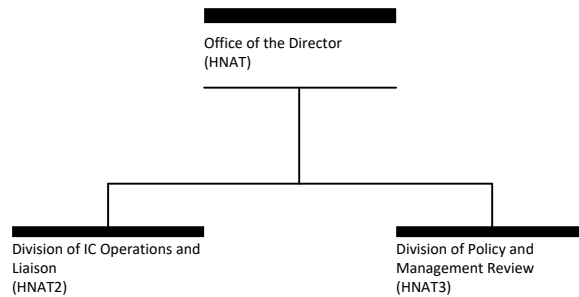 Office of the Director
(HNAT)
Division of IC Operations and
Liaison
(HNAT2)
Division of Policy and
Management Review
(HNAT3)